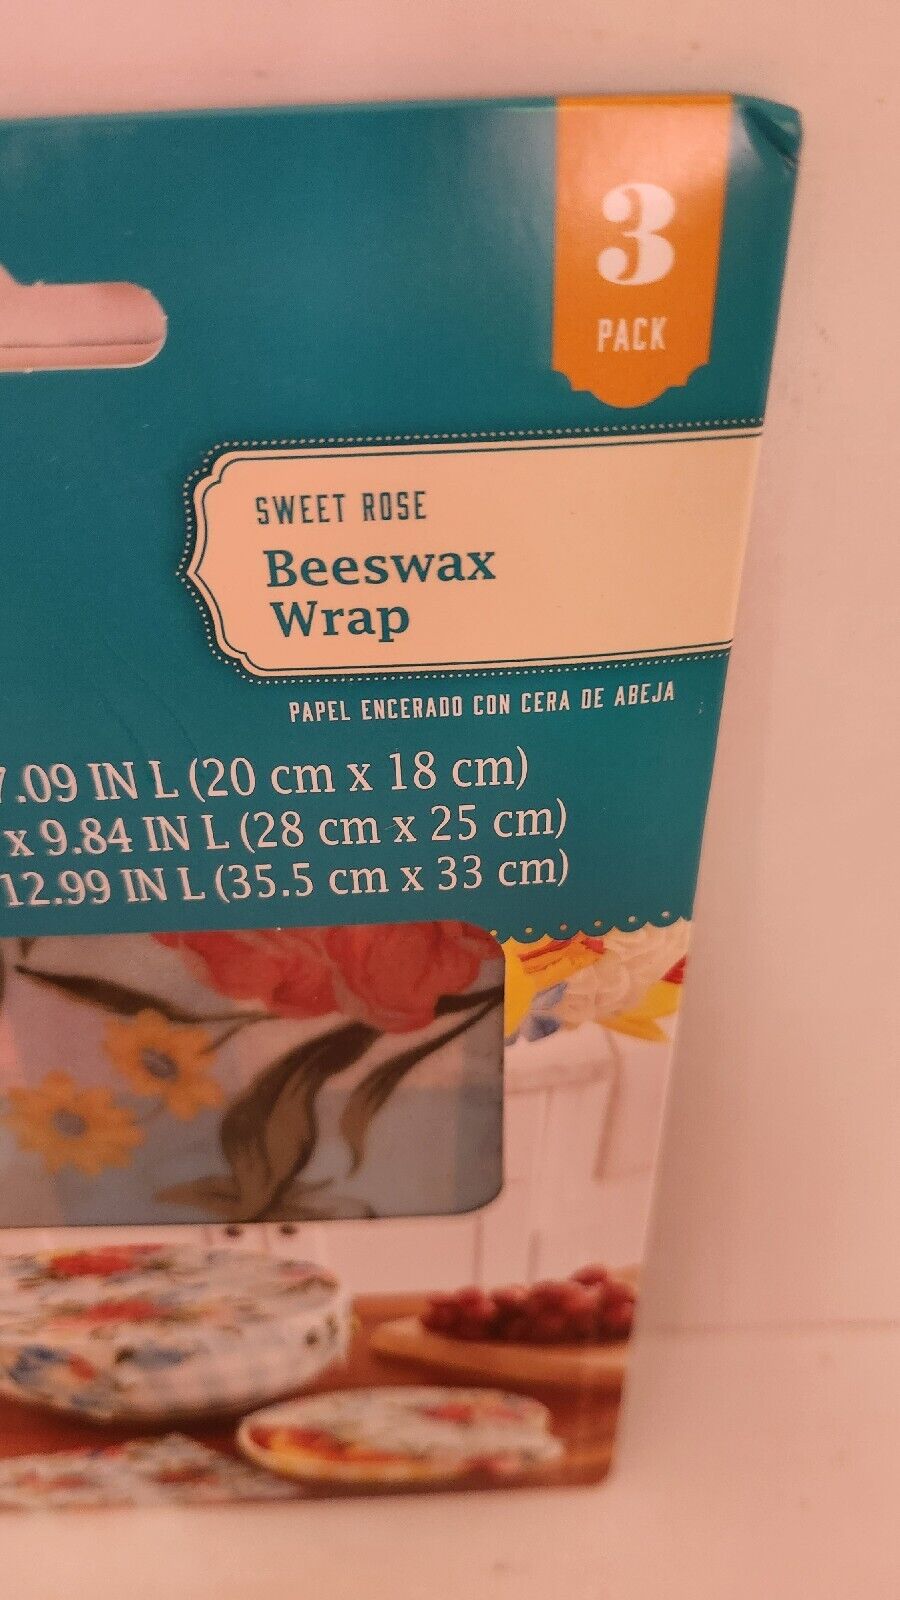 3
PACK
SWEET ROSE
Beeswax
Wrap
PAPEL ENCERADO CON CERA DE ABEJA
7.09 IN L (20 cm x 18 cm)
x 9.84 IN L (28 cm x 25 cm)
12.99 IN L (35.5 cm x 33 cm)